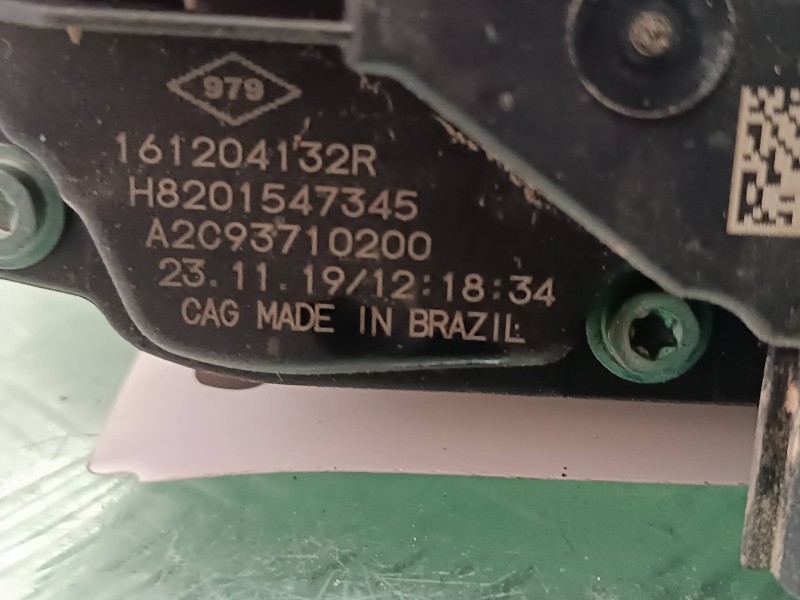 979
161204132R
H8201547345
A2C93710200
23.11.19/12:18:34
CAG MADE IN BRAZIL